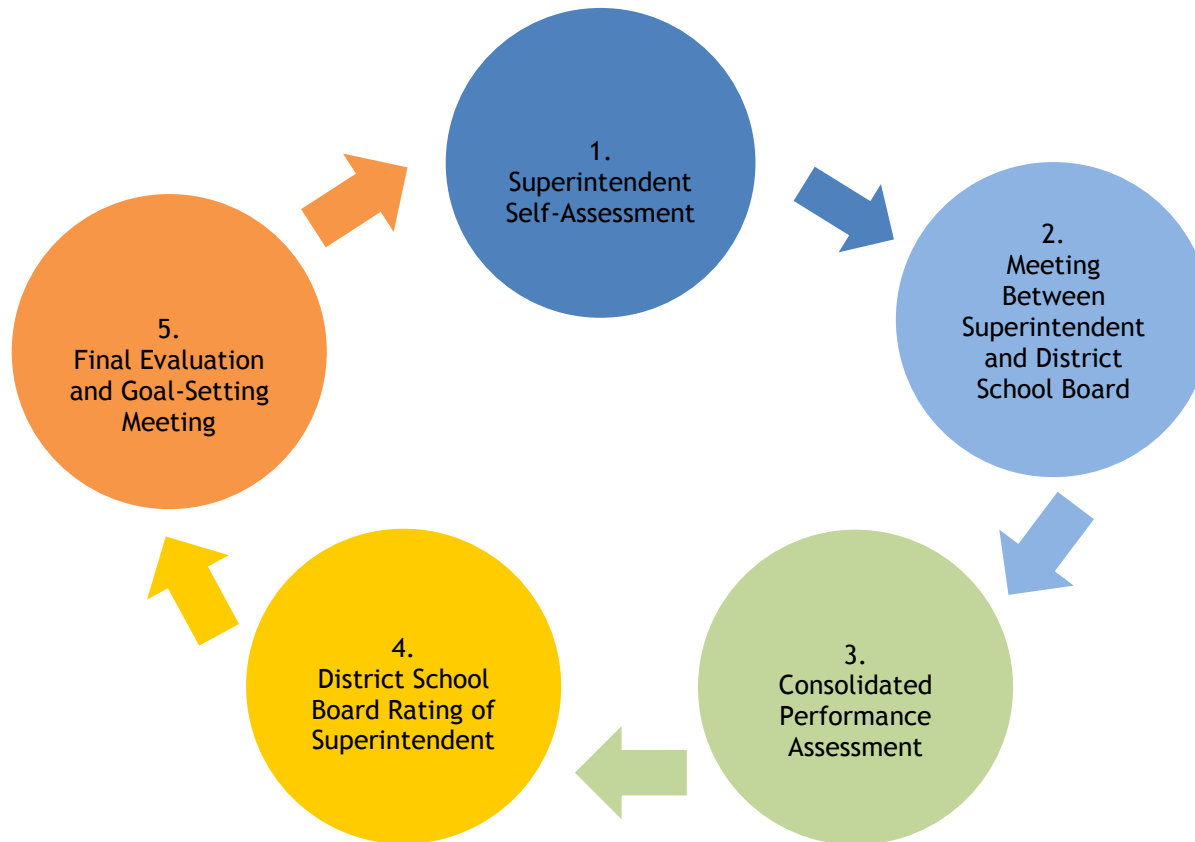 1.
Superintendent
Self-Assessment
2.
Meeting
Between
Superintendent
and District
School Board
3.
Consolidated
Performance
Assessment
4.
District School
Board Rating of
Superintendent
5.
Final Evaluation
and Goal-Setting
Meeting